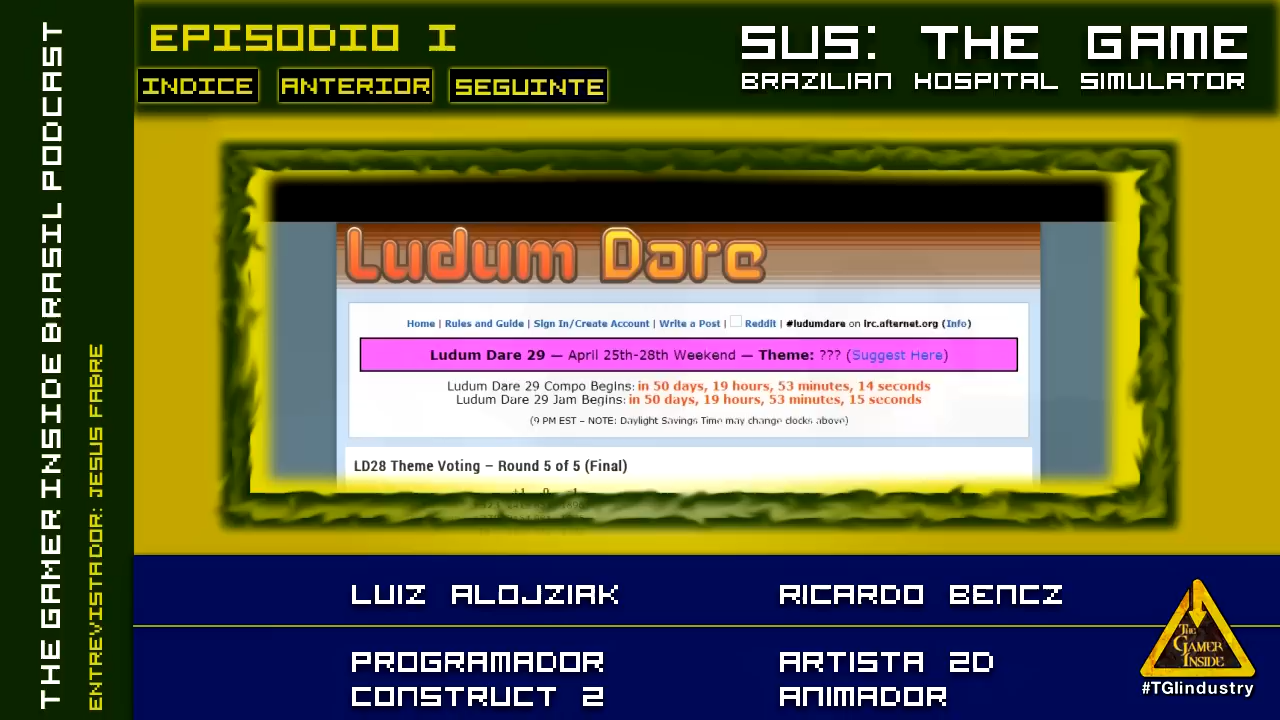 THE GAMER INSIDE BRASIL PODCAST
ENTREVISTADOR: JESUS FABRE
EPISODIO I
INDICE ANTERIOR SEGUINTE
SUS: THE GAME
BRAZILIAN HOSPITAL SIMULATOR
Ludum Dare
Home | Rules and Guide | Sign In/Create Account | Write a Post | Reddit | #ludumdare on irc.afternet.org (Info)
Ludum Dare 29 — April 25th-28th Weekend — Theme: ??? (Suggest Here)
Ludum Dare 29 Compo Begins: in 50 days, 19 hours, 53 minutes, 14 seconds
Ludum Dare 29 Jam Begins: in 50 days, 19 hours, 53 minutes, 15 seconds
(9 PM EST – NOTE: Daylight Savings Time may change clocks above)
LD28 Theme Voting – Round 5 of 5 (Final)
LUIZ ALOJZIAK
RICARDO BENCZ
PROGRAMADOR
CONSTRUCT 2
ARTISTA 2D
ANIMADOR
THE
GAMER
INSIDE
#TGIindustry